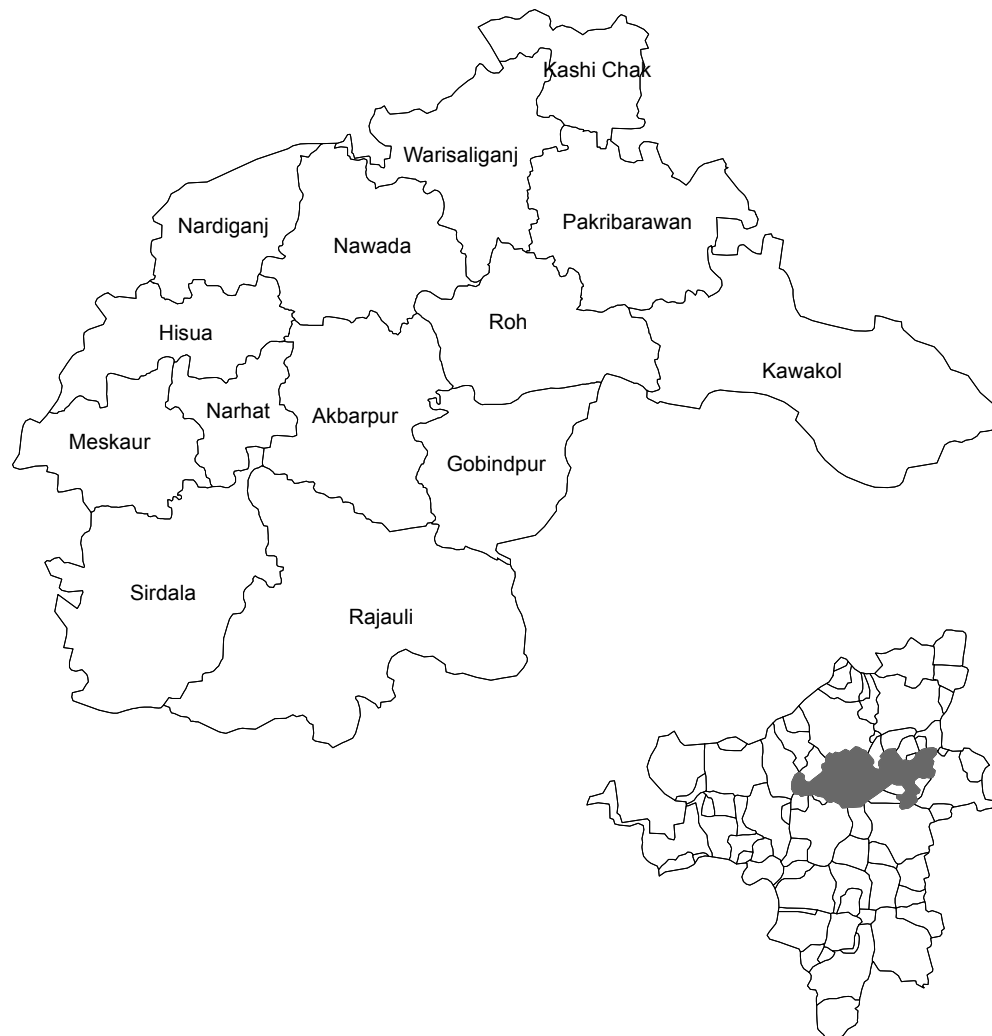 Kashi Chak
Warisaliganj
Pakribarawan
Nardiganj
Nawada
Roh
Hisua
Kawakol
Narhat
Akbarpur
Meskaur
Gobindpur
Sirdala
Rajauli